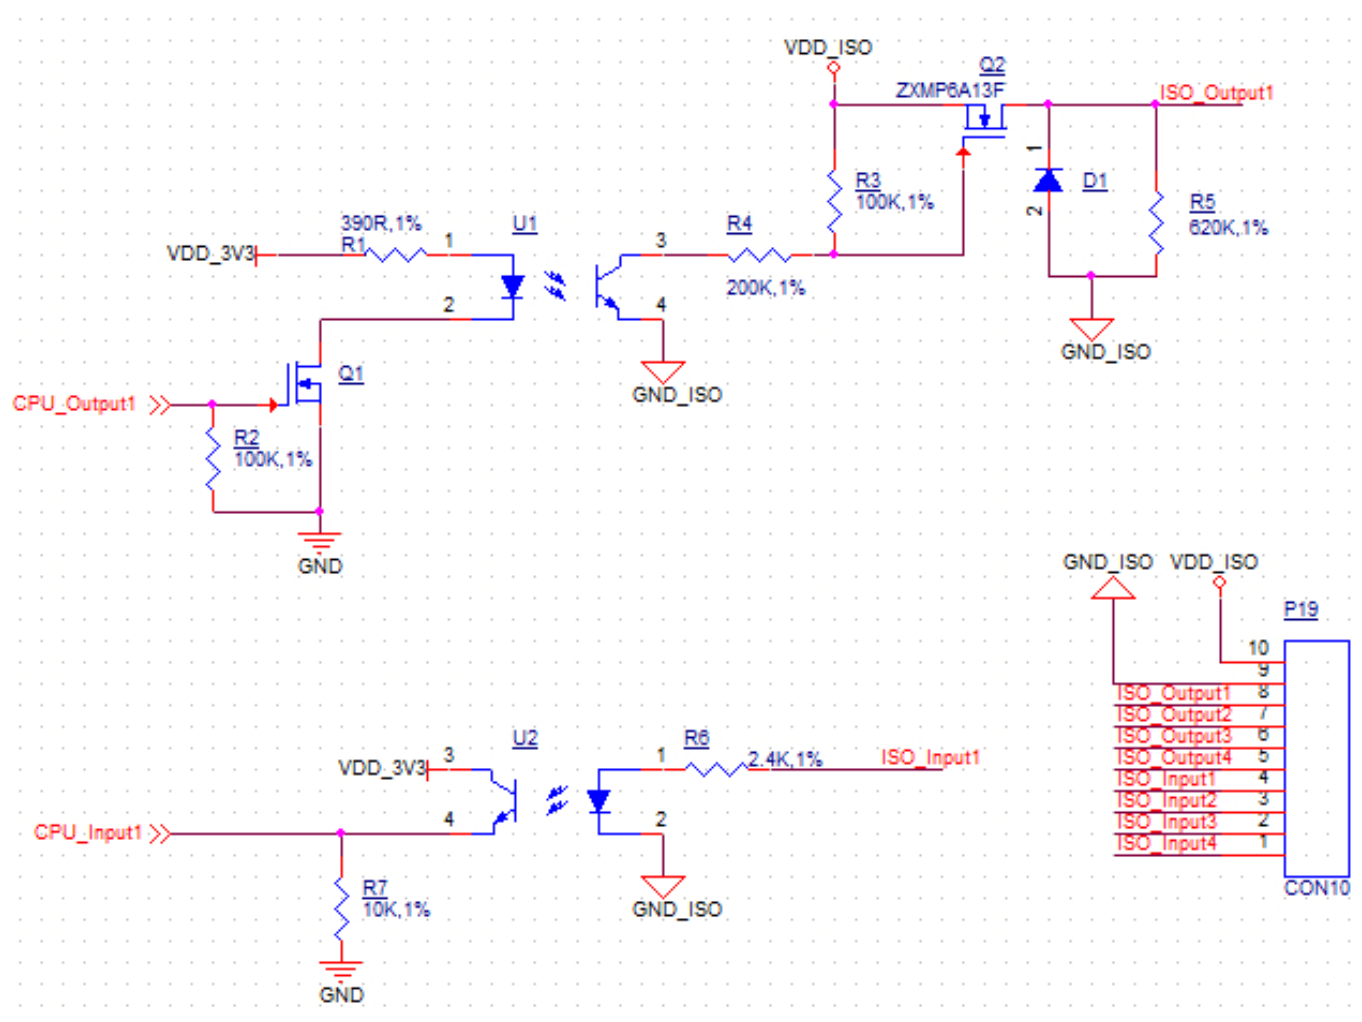 VDD_ISO
Q2
ZXMP6A13F
ISO_Output1
1
D1
2
R3
100K,1%
R5
620K,1%
390R,1%
R1
VDD_3V3
1
U1
3
R4
200K,1%
2
4
GND_ISO
GND_ISO
Q1
CPU_Output1
R2
100K,1%
GND
GND_ISO
VDD_ISO
P19
10
9
ISO_Output1 8
ISO_Output2 7
ISO_Output3 6
ISO_Output4 5
ISO_Input1 4
ISO_Input2 3
ISO_Input3 2
ISO_Input4 1
CON10
U2
3
VDD_3V3
1
R6
2.4K,1%
ISO_Input1
CPU_Input1
4
2
R7
10K,1%
GND_ISO
GND